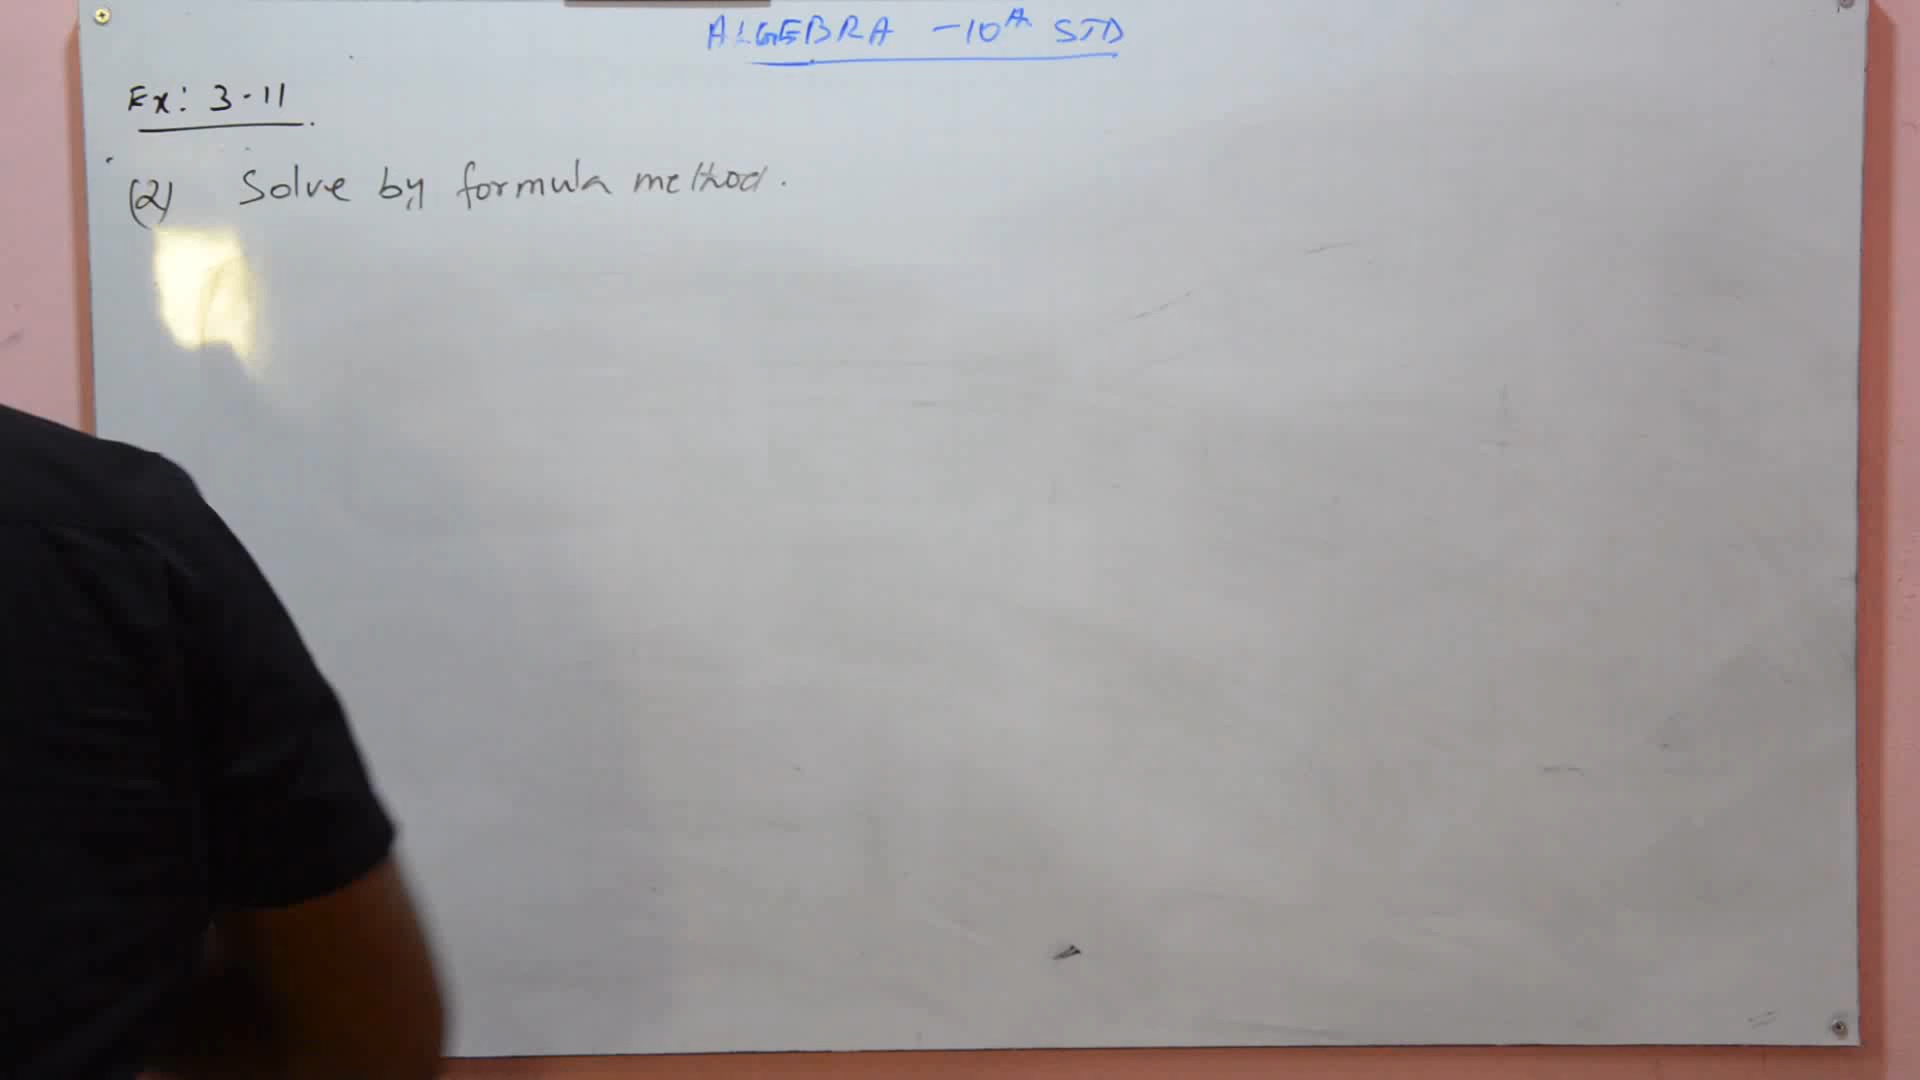 ALGEBRA - 10th STD
Ex: 3.11
(2) Solve by formula method.